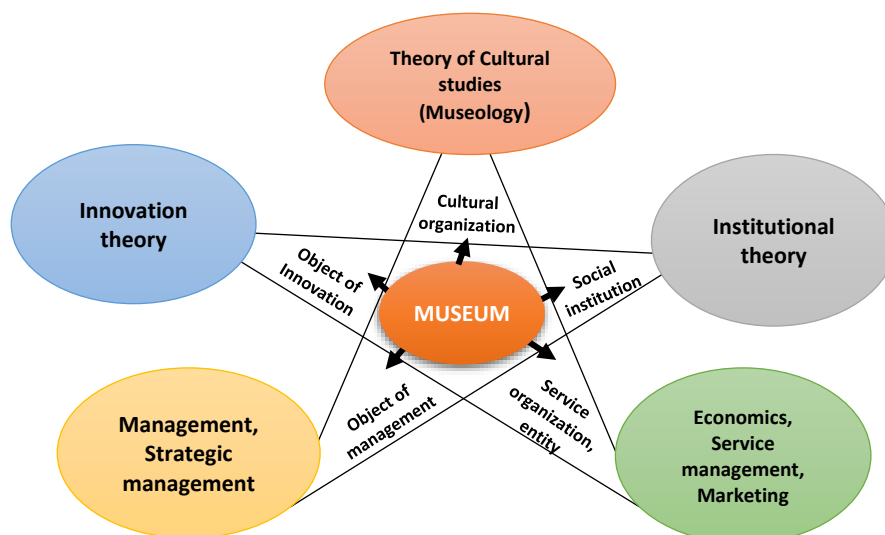 Theory of Cultural
studies
(Museology)
Innovation
theory
Cultural
organization
Institutional
theory
Object of
Innovation
MUSEUM
Social
institution
Management,
Strategic
management
Object of
management
Service
organization,
entity
Economics,
Service
management,
Marketing